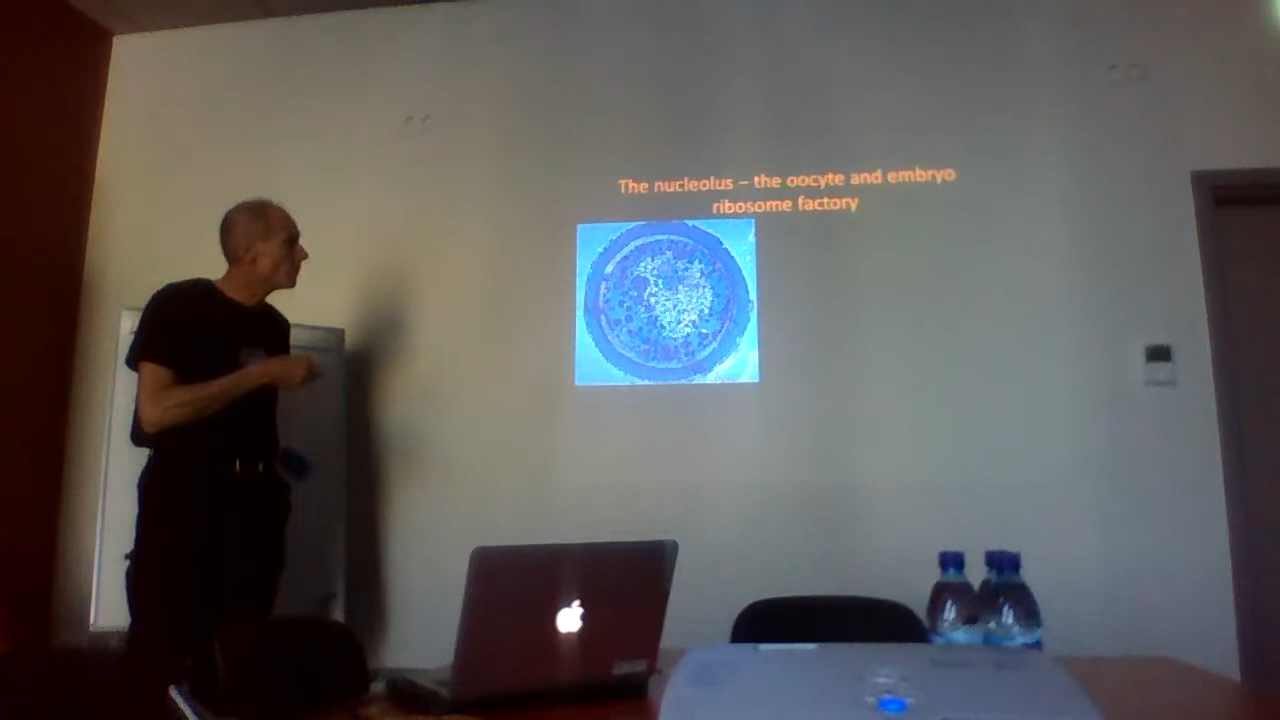 The nucleolus – the oocyte and embryo
ribosome factory